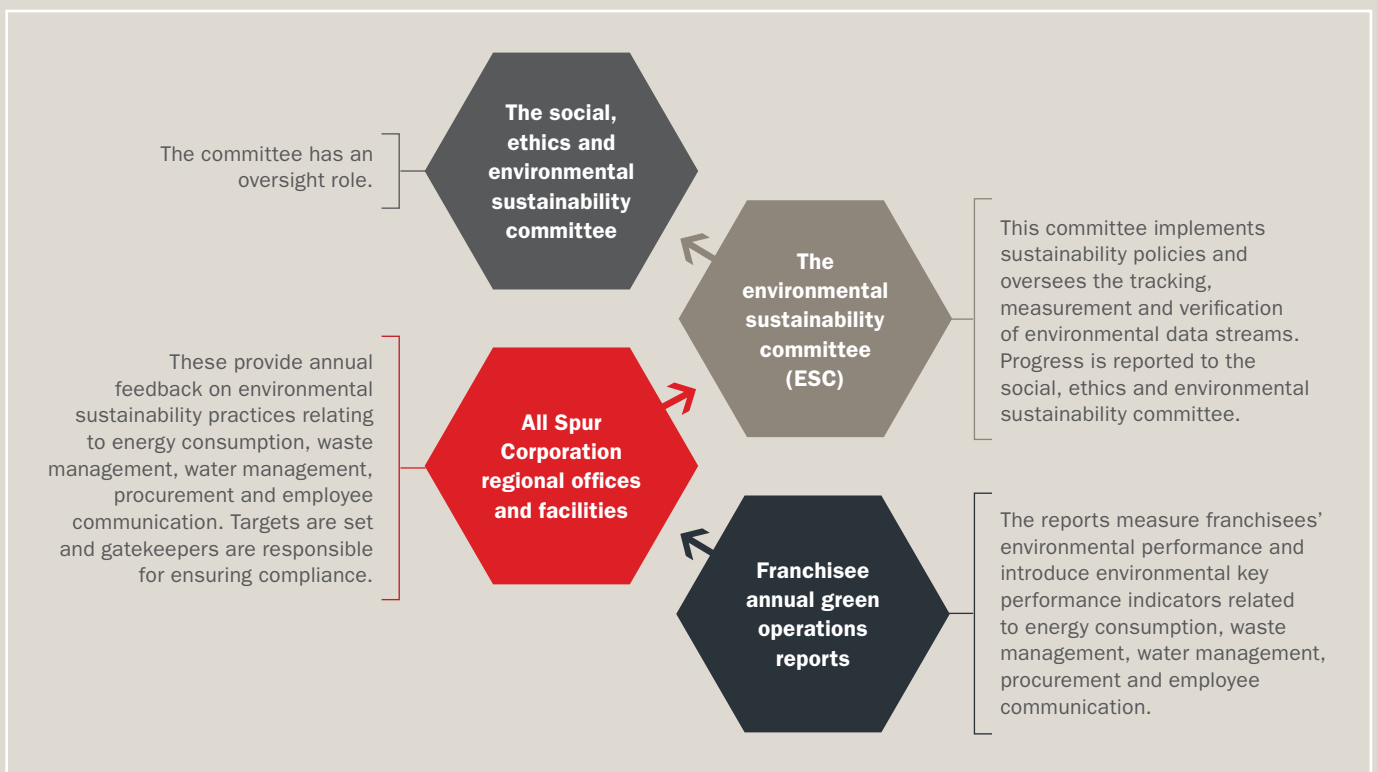 The social,
ethics and
environmental
sustainability
committee
The committee has an
oversight role.
The
environmental
sustainability
committee
(ESC)
This committee implements
sustainability policies and
oversees the tracking,
measurement and verification
of environmental data streams.
Progress is reported to the
social, ethics and environmental
sustainability committee.
All Spur
Corporation
regional offices
and facilities
These provide annual
feedback on environmental
sustainability practices relating
to energy consumption, waste
management, water management,
procurement and employee
communication. Targets are set
and gatekeepers are responsible
for ensuring compliance.
Franchisee
annual green
operations
reports
The reports measure franchisees’
environmental performance and
introduce environmental key
performance indicators related
to energy consumption, waste
management, water management,
procurement and employee
communication.